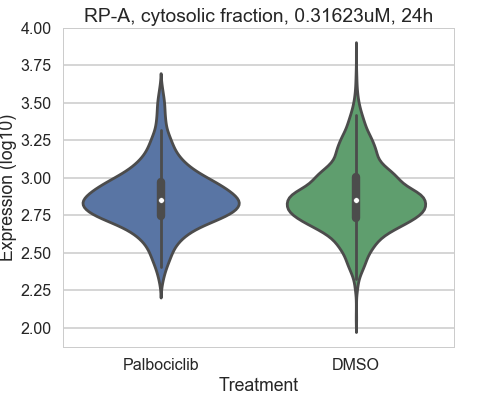 RP-A, cytosolic fraction, 0.31623uM, 24h
4.00
3.75
3.50
3.25
3.00
2.75
2.50
2.25
2.00
Expression (log10)
Palbociclib
DMSO
Treatment